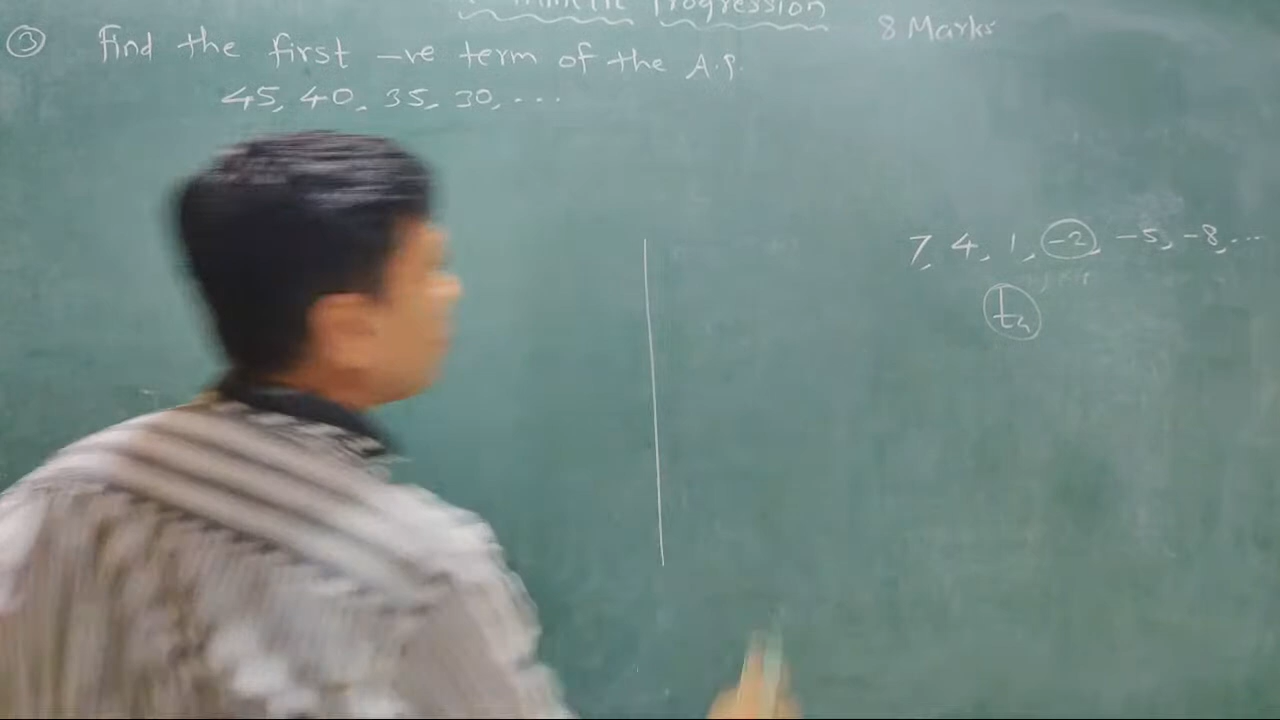 Progression
8 Marks
③ Find the first -ve term of the A.P.
45, 40, 35, 30, ...
7, 4, 1, -2, -5, -8, ...
tₙ